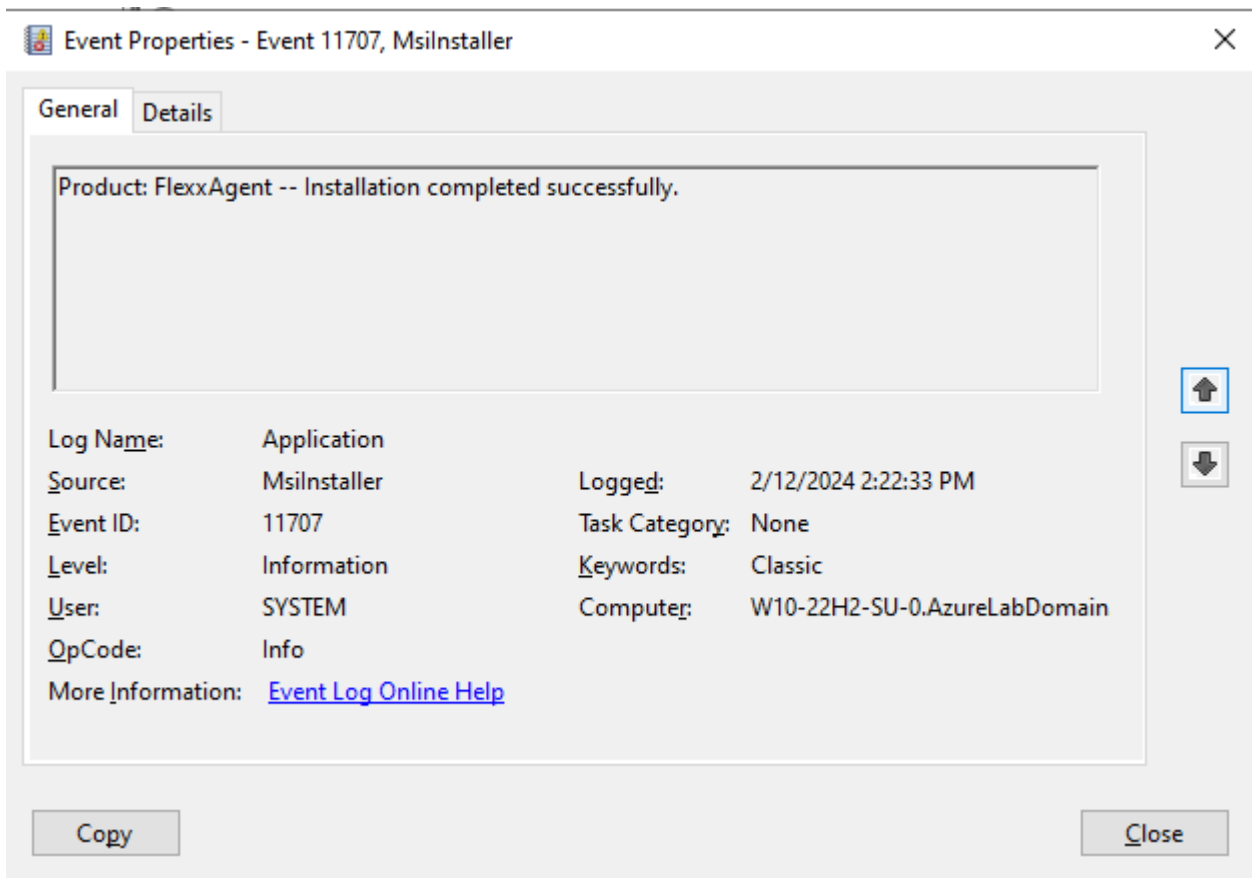 Event Properties - Event 11707, MsiInstaller
General Details
Product: FlexxAgent -- Installation completed successfully.
Log Name: Application
Source: MsiInstaller Logged: 2/12/2024 2:22:33 PM
Event ID: 11707 Task Category: None
Level: Information Keywords: Classic
User: SYSTEM Computer: W10-22H2-SU-0.AzureLabDomain
OpCode: Info
More Information: Event Log Online Help
Copy Close